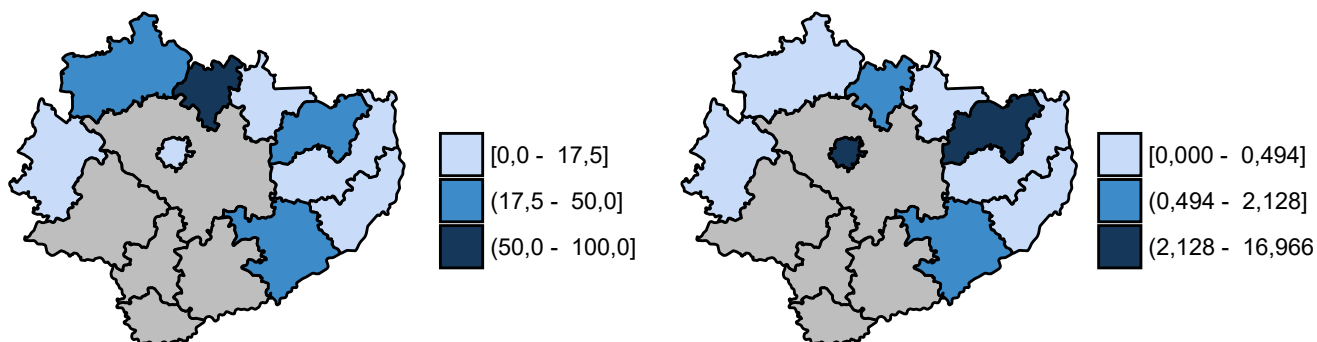 [0,0 - 17,5]
(17,5 - 50,0]
(50,0 - 100,0]
[0,000 - 0,494]
(0,494 - 2,128]
(2,128 - 16,966